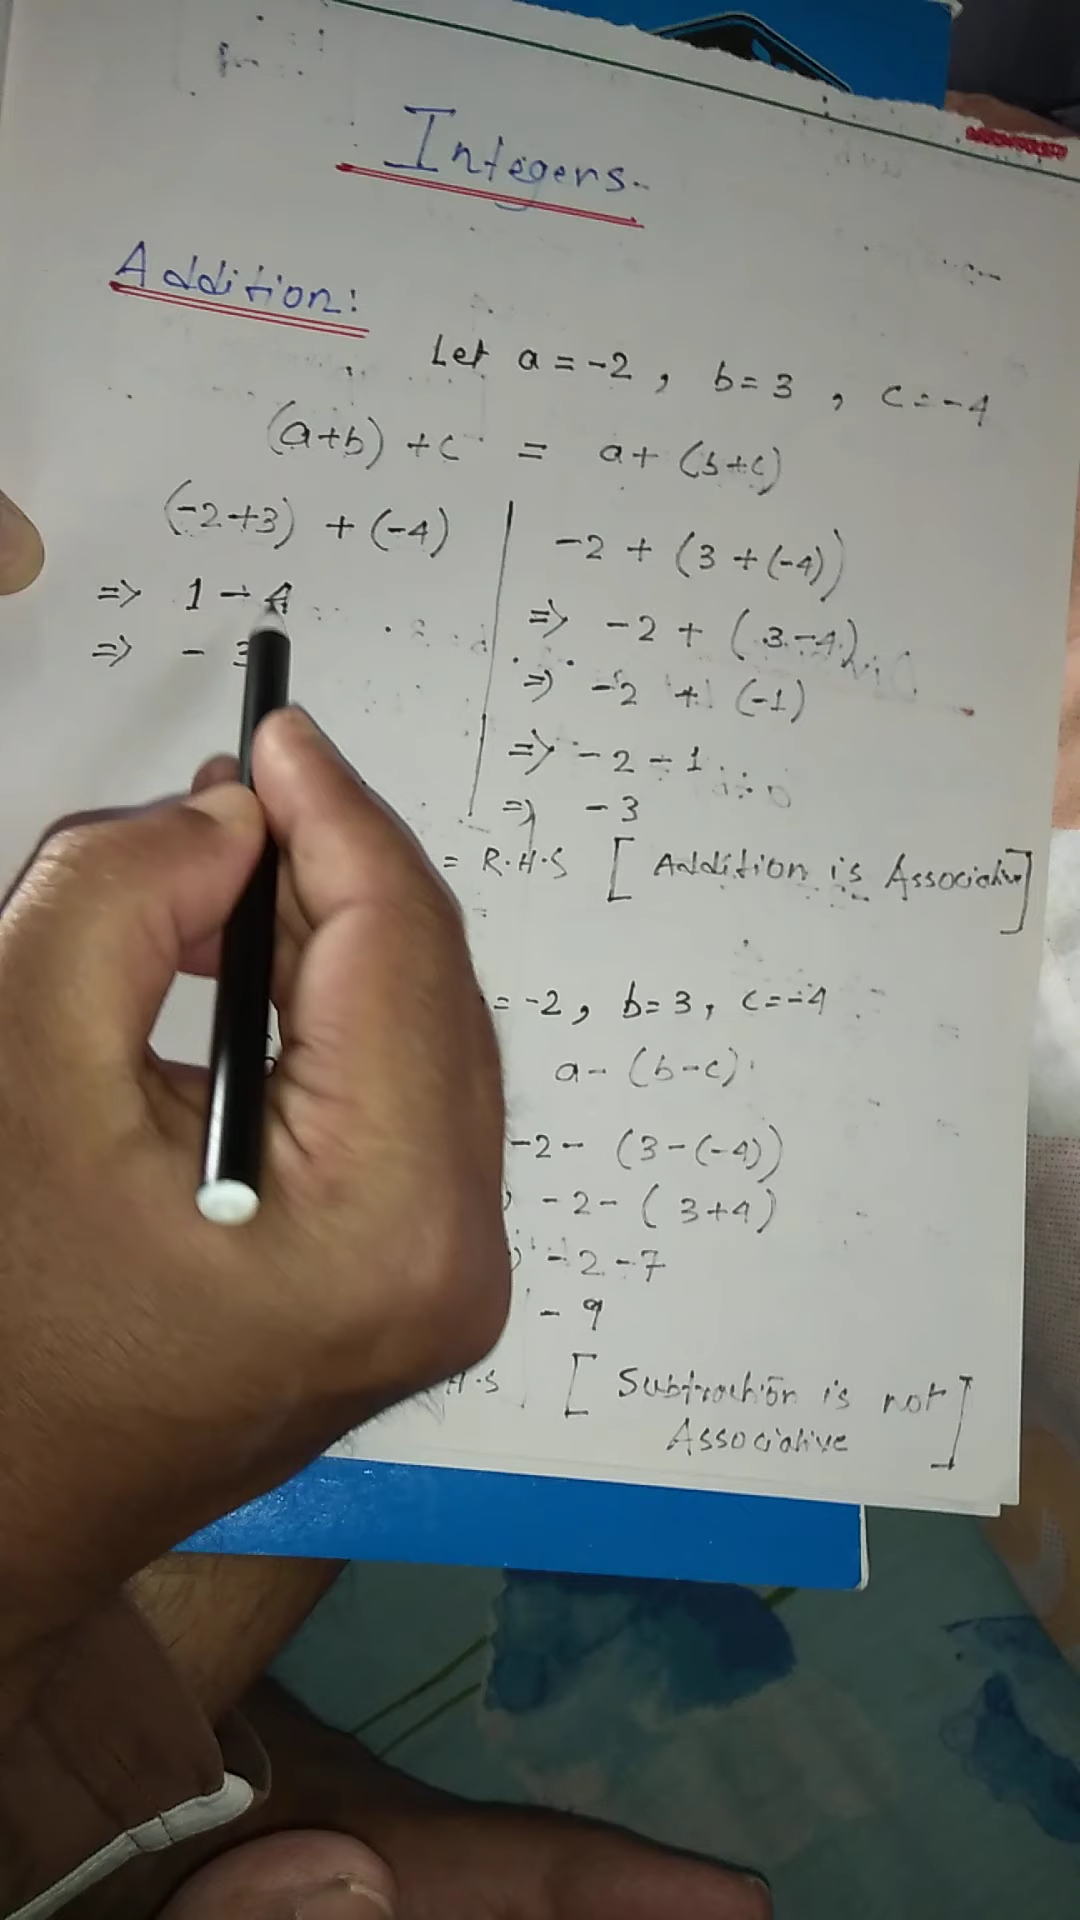 Integers.
Addition:
Let a = -2 , b = 3 , c = -4
(a+b) + c = a + (b+c)
(-2+3) + (-4)
=> 1 - 4
=> - 3
-2 + (3 + (-4))
=> -2 + (3-4)
=> -2 + (-1)
=> -2 - 1
=> -3
= R.H.S [Addition is Associative]
= -2, b = 3, c = -4
a - (b-c)
-2 - (3-(-4))
-2 - (3+4)
-2 - 7
- 9
H.S [Subtraction is not
Associative]